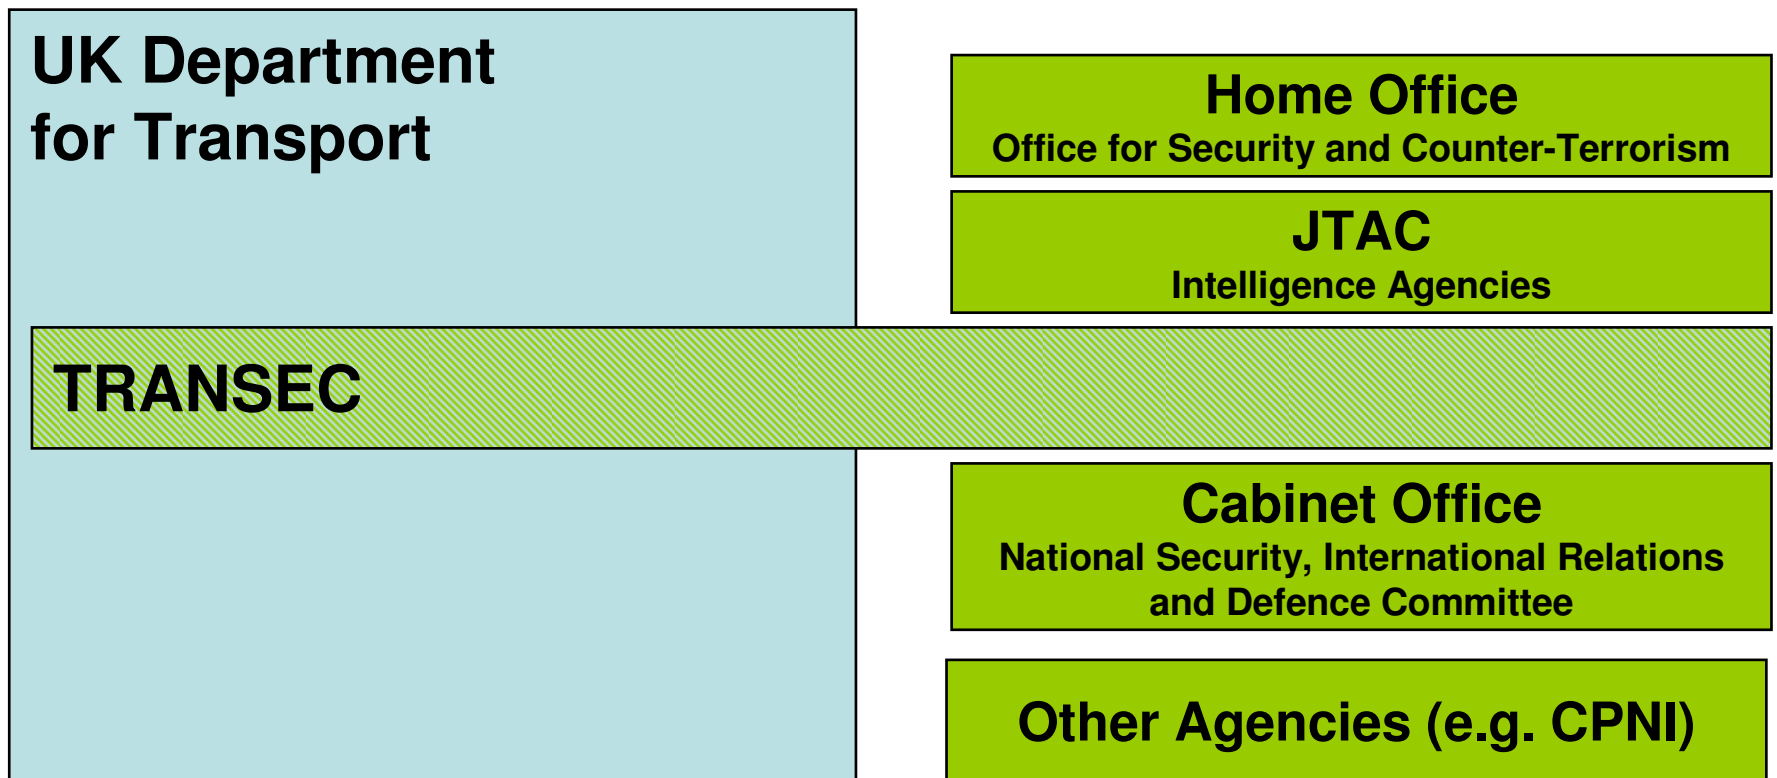 UK Department
for Transport
Home Office
Office for Security and Counter-Terrorism
JTAC
Intelligence Agencies
TRANSEC
Cabinet Office
National Security, International Relations
and Defence Committee
Other Agencies (e.g. CPNI)